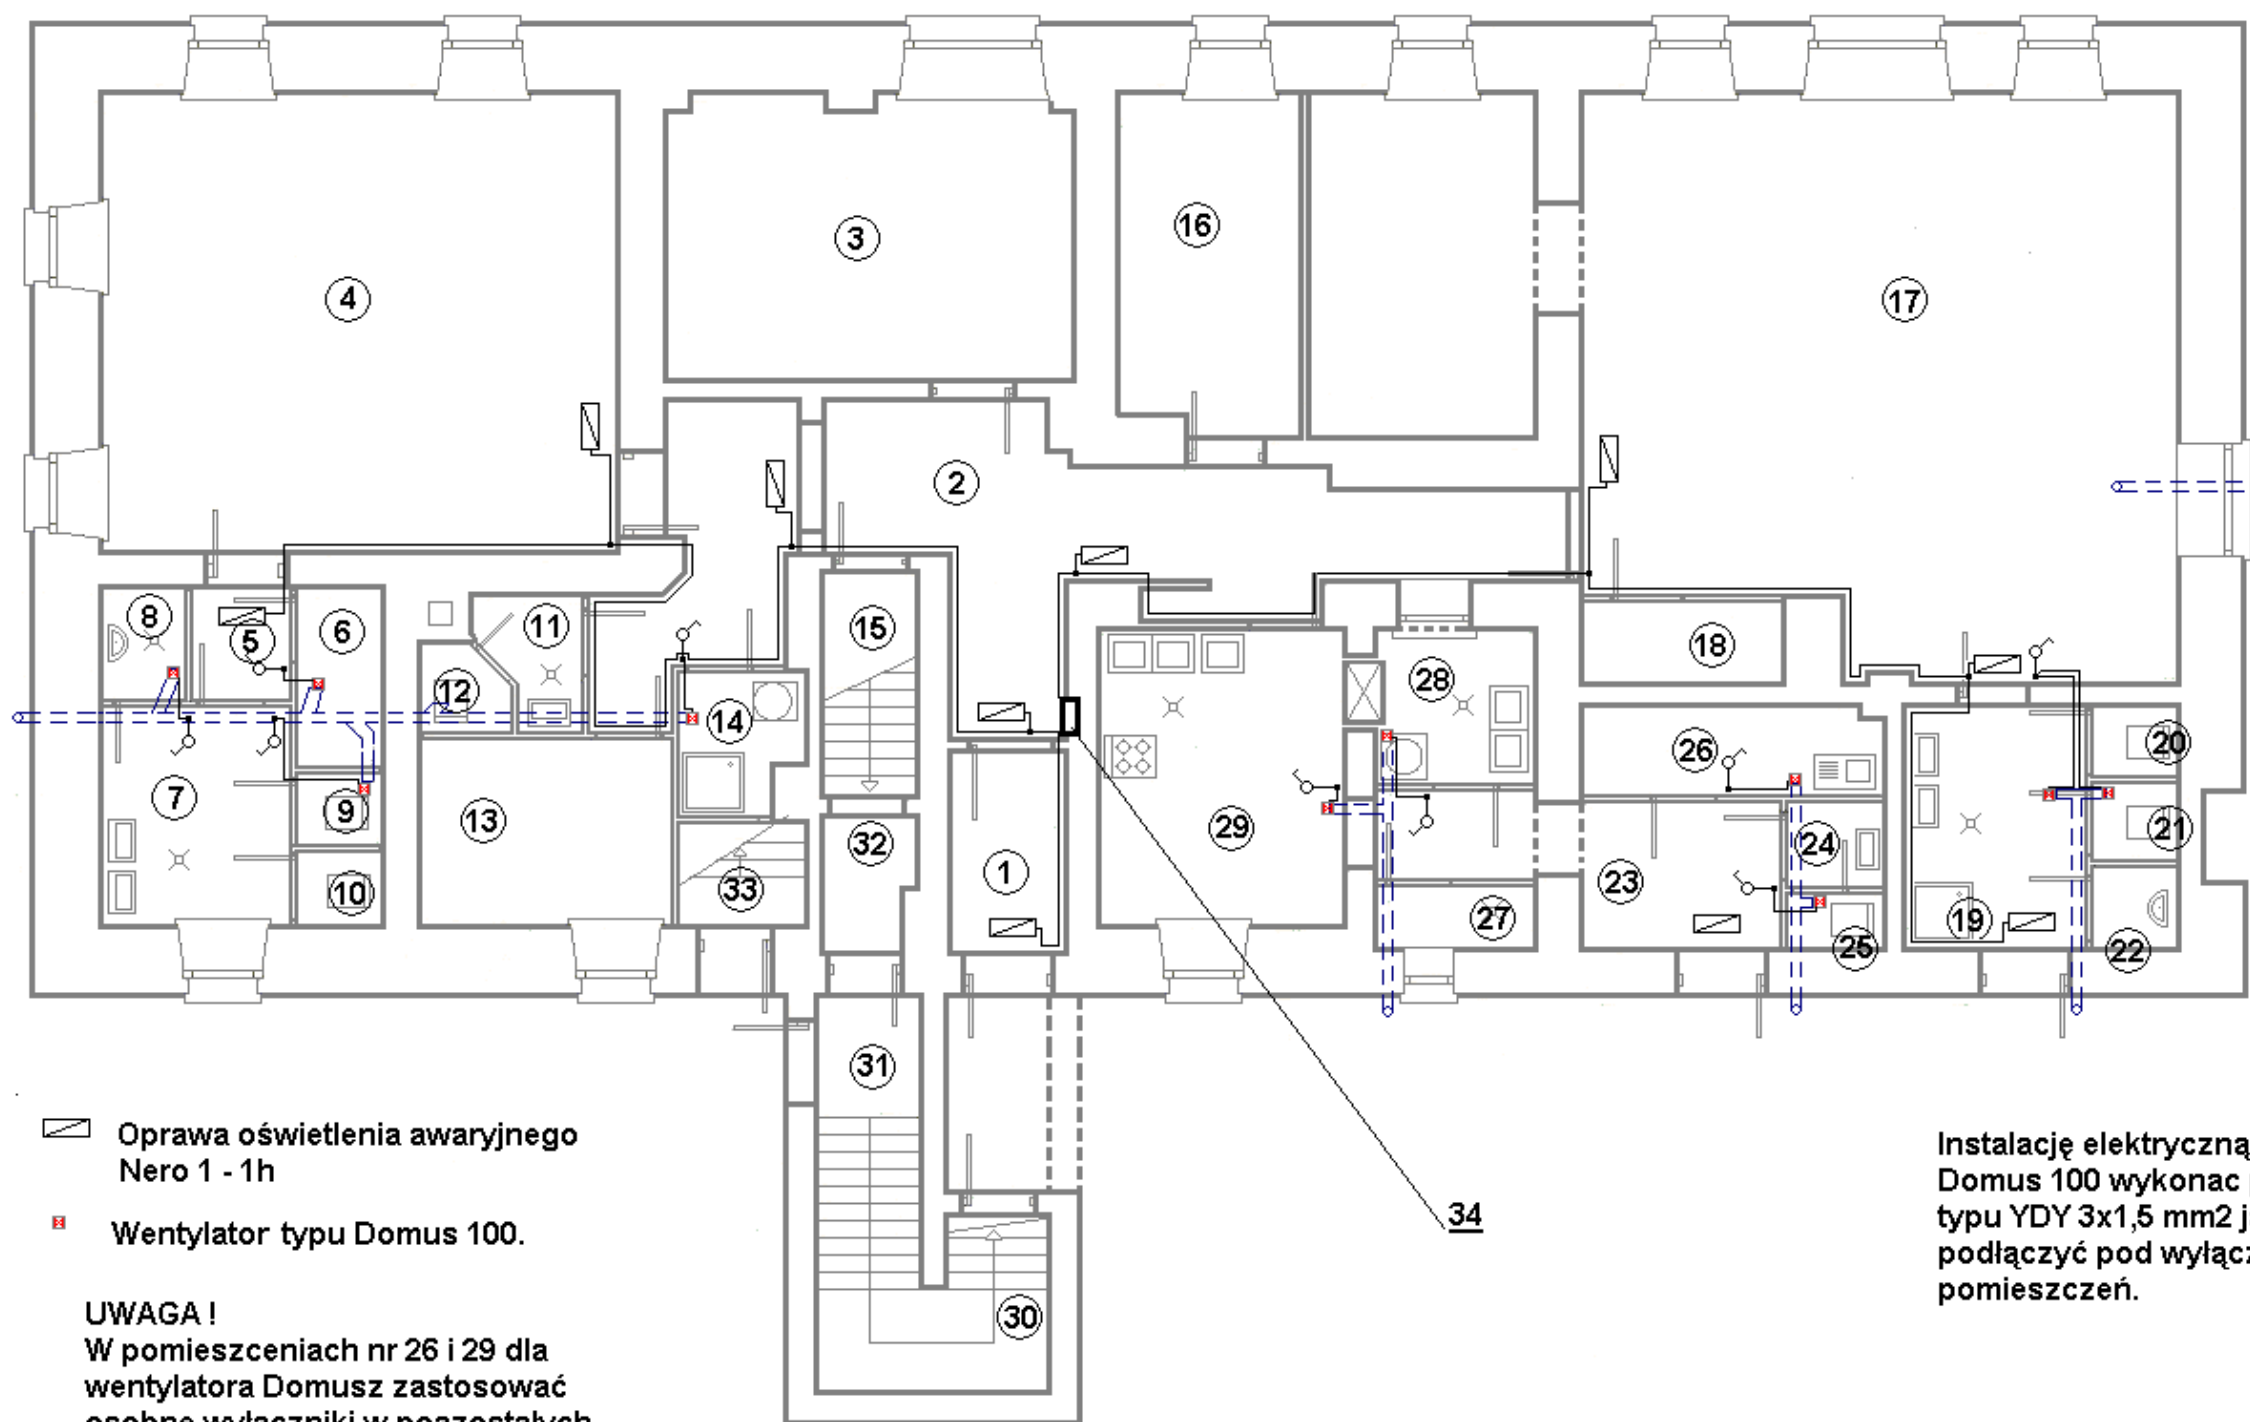 4
3
16
17
2
8
5
6
11
15
12
14
28
18
7
9
10
13
33
32
1
29
27
26
23
24
25
19
20
21
22
31
30
34
Oprawa oświetlenia awaryjnego
Nero 1 - 1h
Wentylator typu Domus 100.
UWAGA !
W pomieszceniach nr 26 i 29 dla
wentylatora Domusz zastosować
osobne wyłączniki w poazostałych
Instalację elektryczną
Domus 100 wykonac
typu YDY 3x1,5 mm2
podłączyć pod
pomieszczeń.